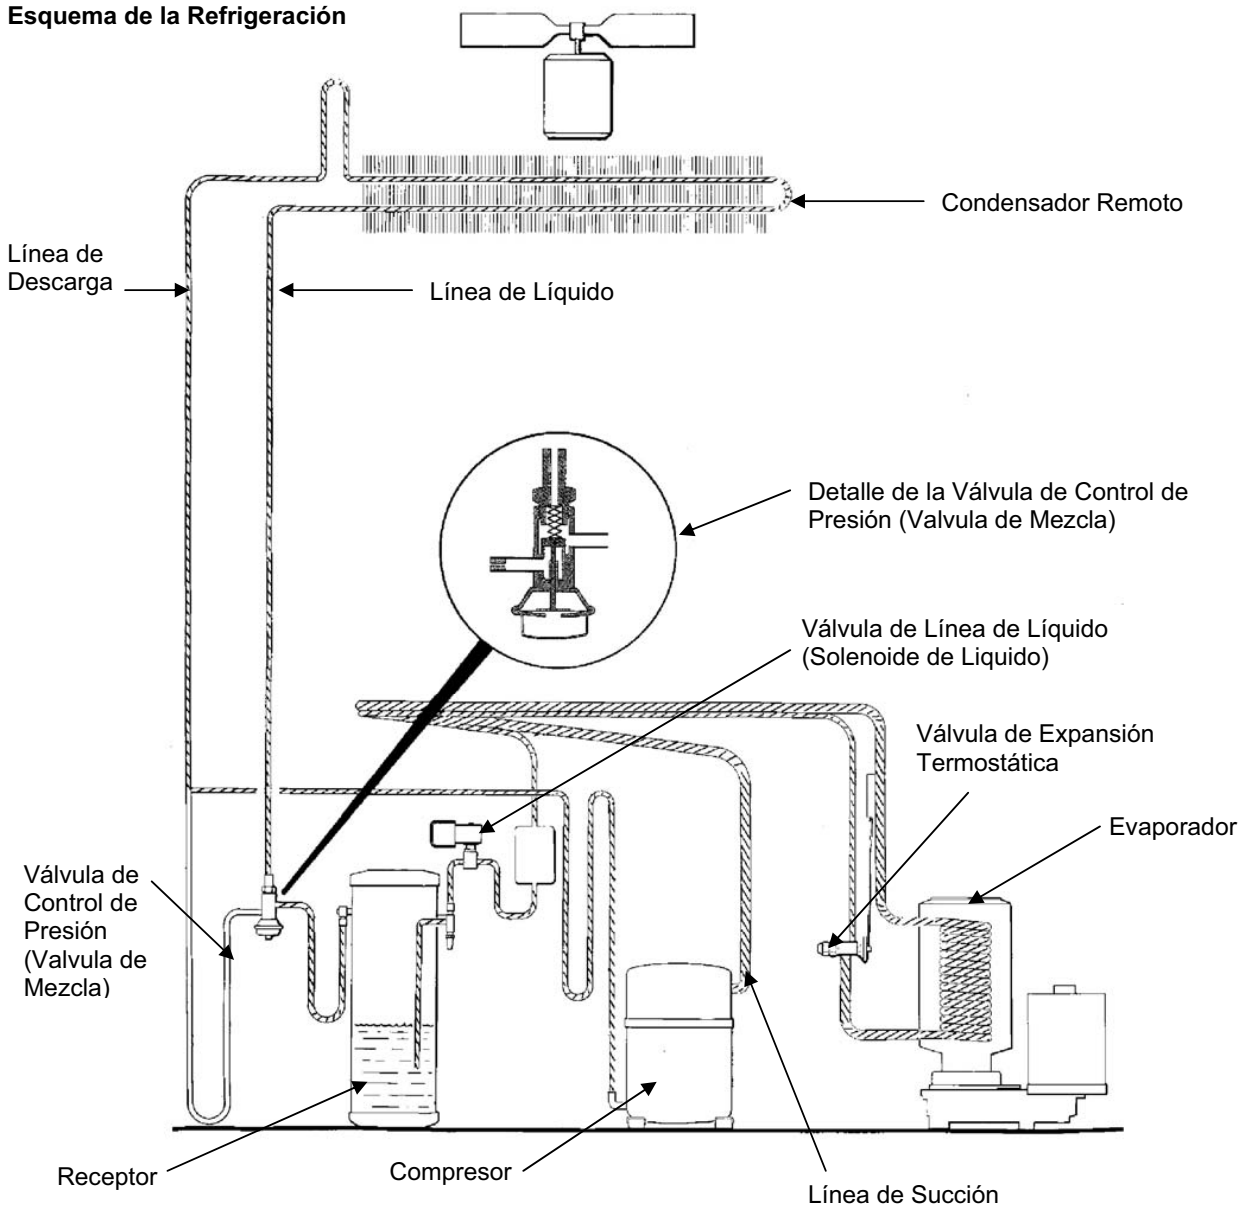 Esquema de la Refrigeración
Condensador Remoto
Línea de
Descarga
Línea de Líquido
Detalle de la Válvula de Control de
Presión (Valvula de Mezcla)
Válvula de Línea de Líquido
(Solenoide de Liquido)
Válvula de Expansión
Termostática
Evaporador
Válvula de
Control de
Presión
(Valvula de
Mezcla)
Receptor
Compresor
Línea de Succión